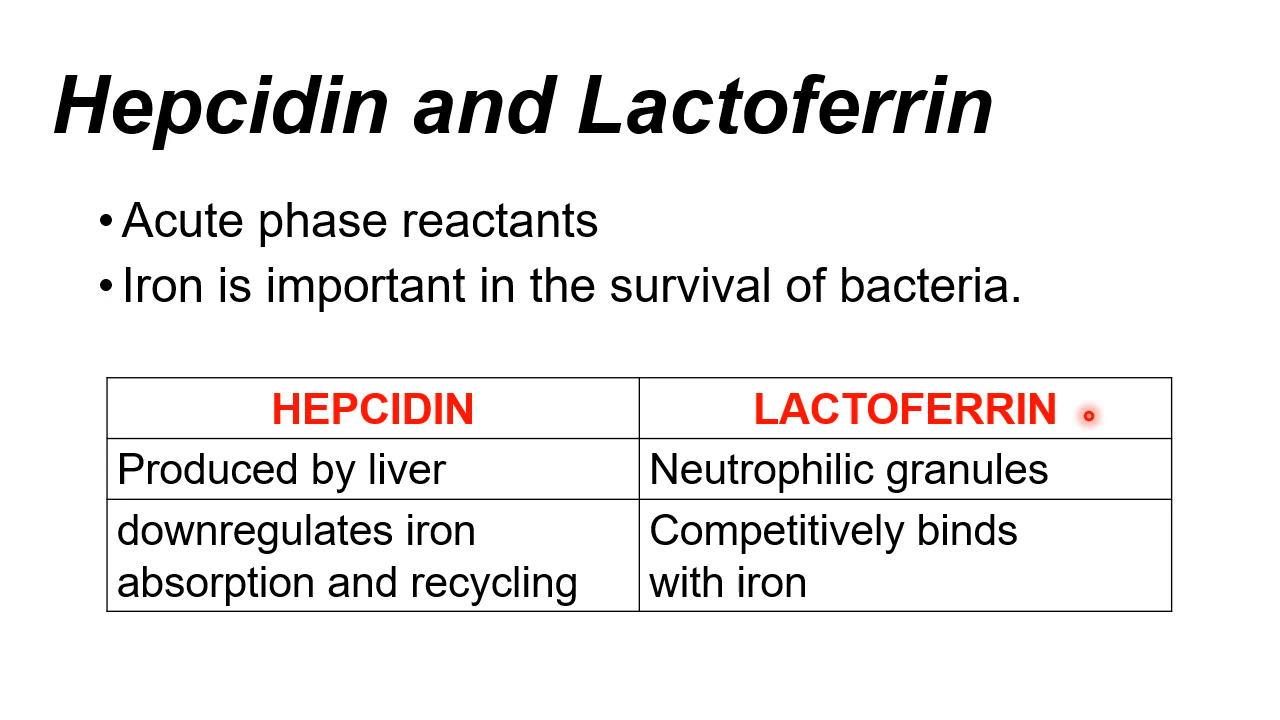 Hepcidin and Lactoferrin
• Acute phase reactants
• Iron is important in the survival of bacteria.
HEPCIDIN
LACTOFERRIN
Produced by liver
Neutrophilic granules
downregulates iron
absorption and recycling
Competitively binds
with iron